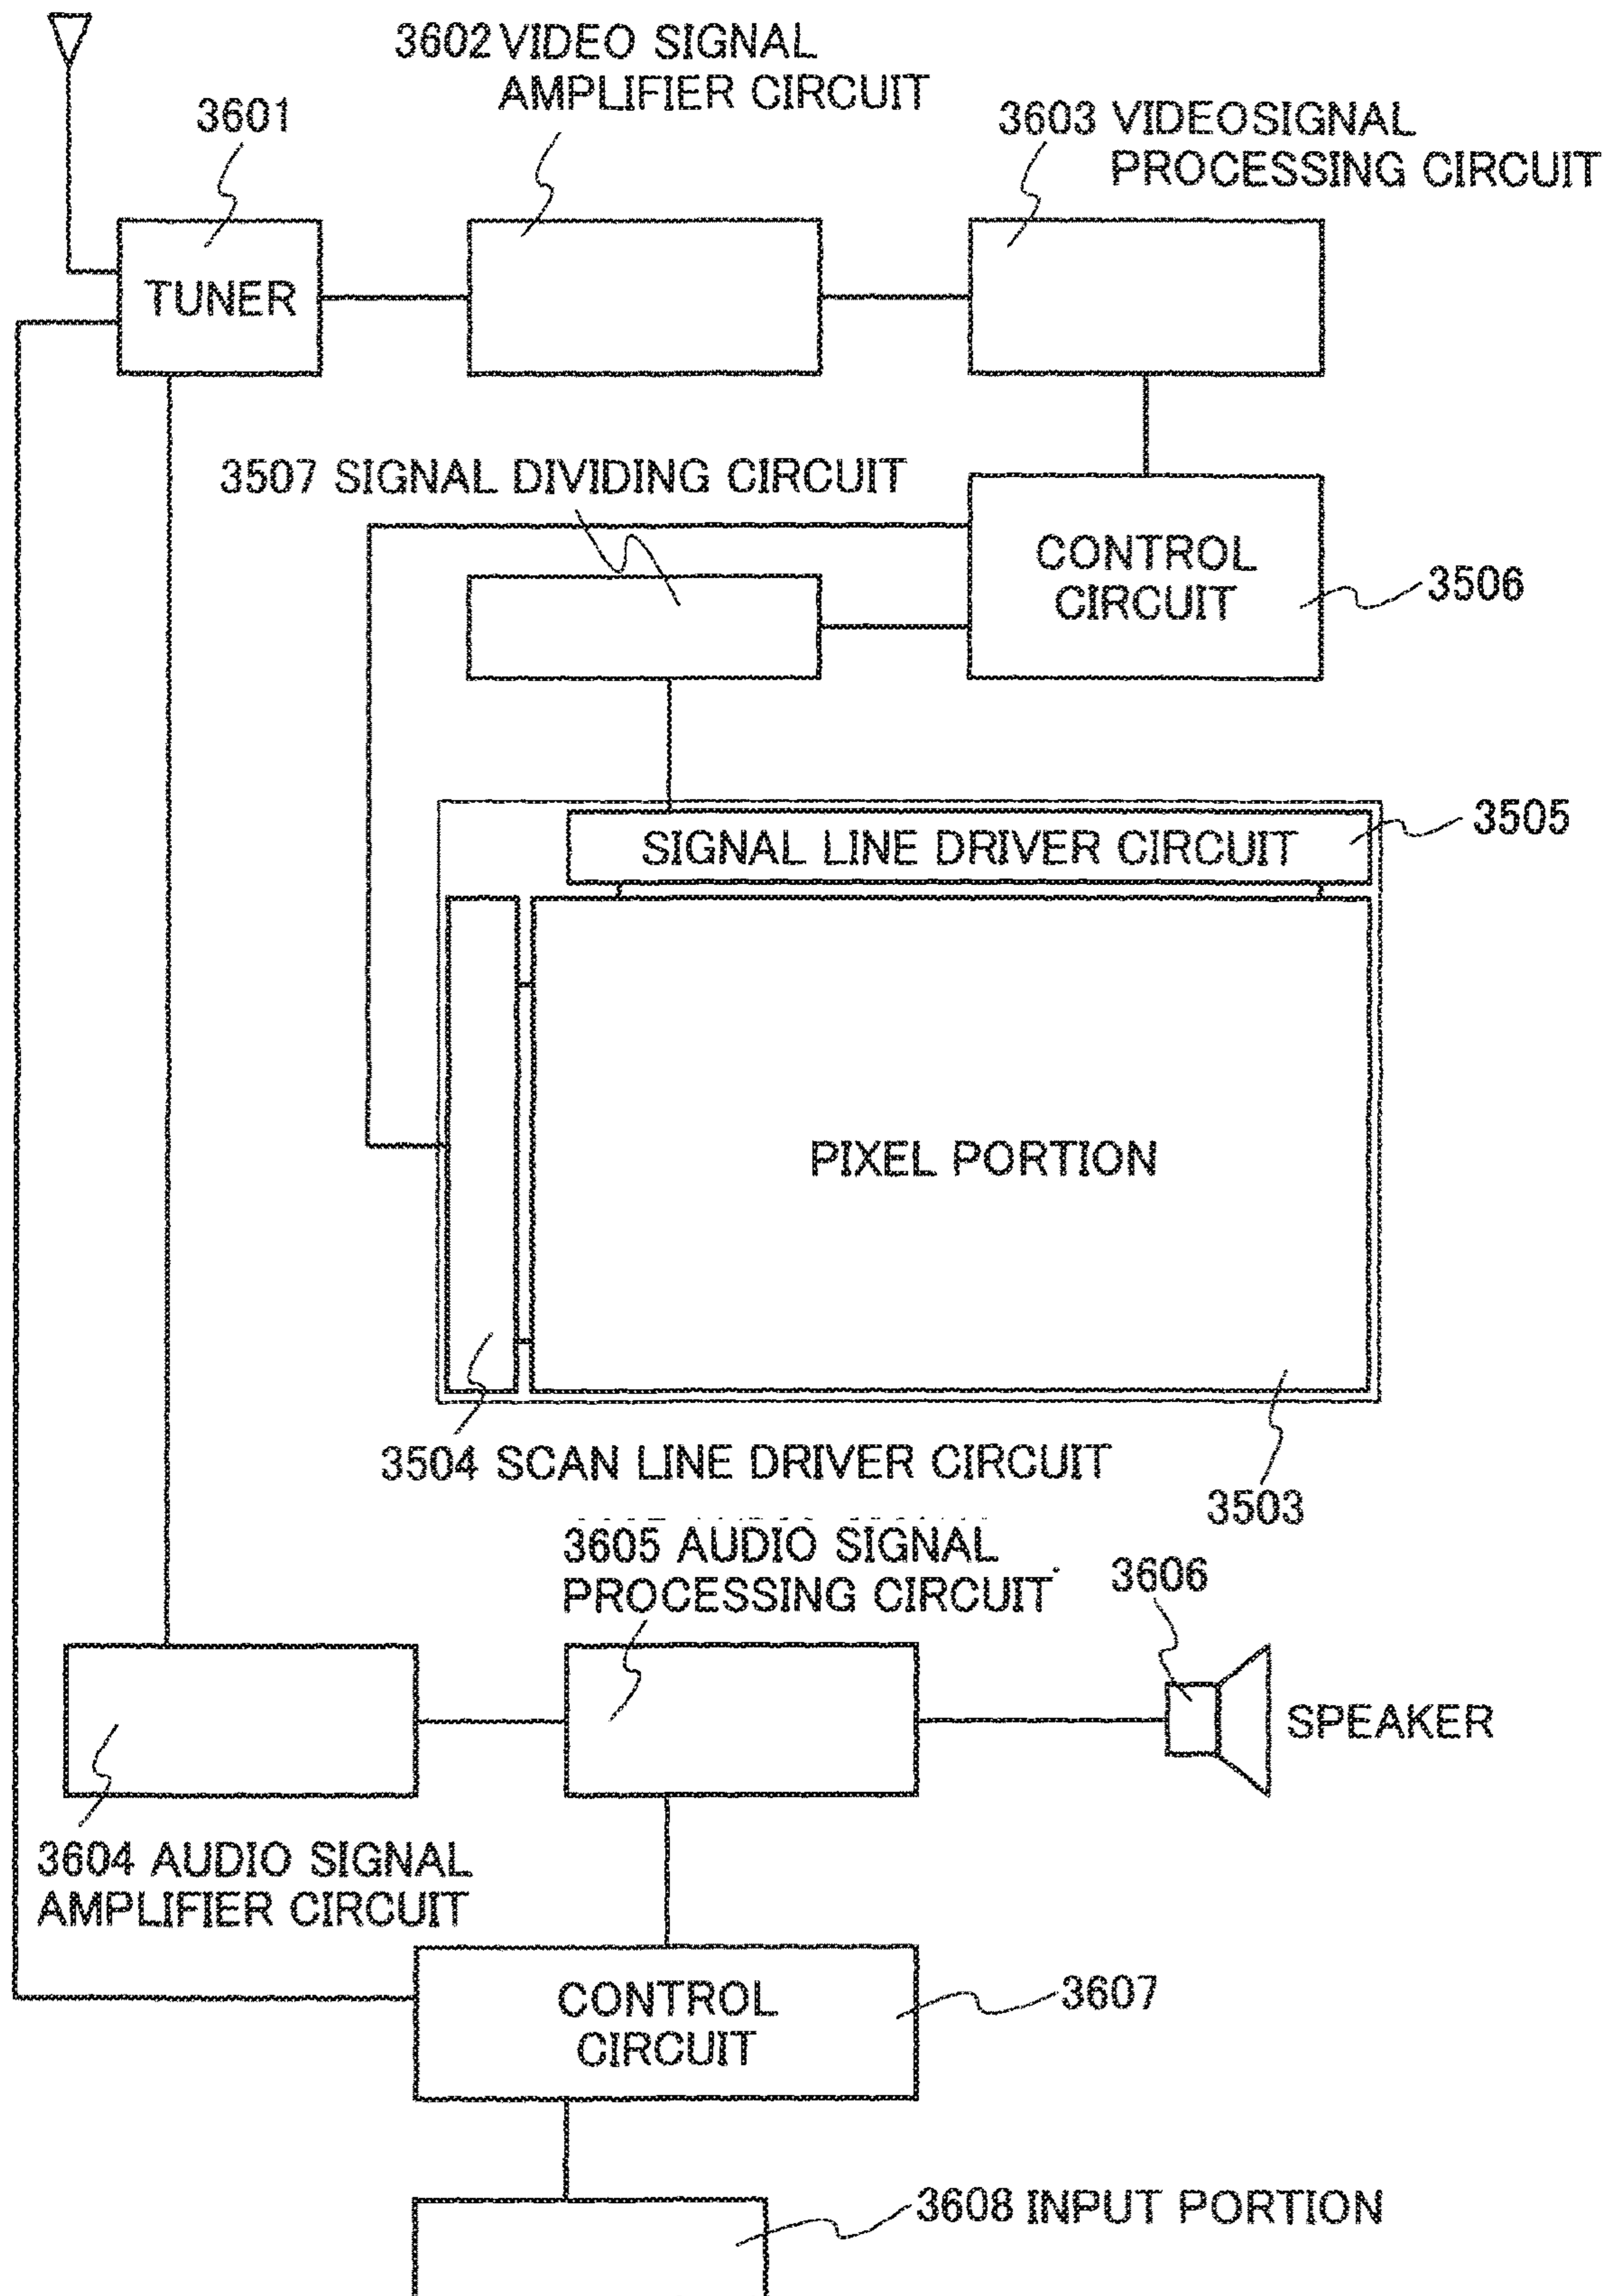 3602 VIDEO SIGNAL
AMPLIFIER CIRCUIT
3601
3603 VIDEOSIGNAL
PROCESSING CIRCUIT
TUNER
3507 SIGNAL DIVIDING CIRCUIT
CONTROL
CIRCUIT
3506
3505
SIGNAL LINE DRIVER CIRCUIT
PIXEL PORTION
3504 SCAN LINE DRIVER CIRCUIT
3503
3605 AUDIO SIGNAL
PROCESSING CIRCUIT
3606
SPEAKER
3604 AUDIO SIGNAL
AMPLIFIER CIRCUIT
CONTROL
CIRCUIT
3607
3608 INPUT PORTION